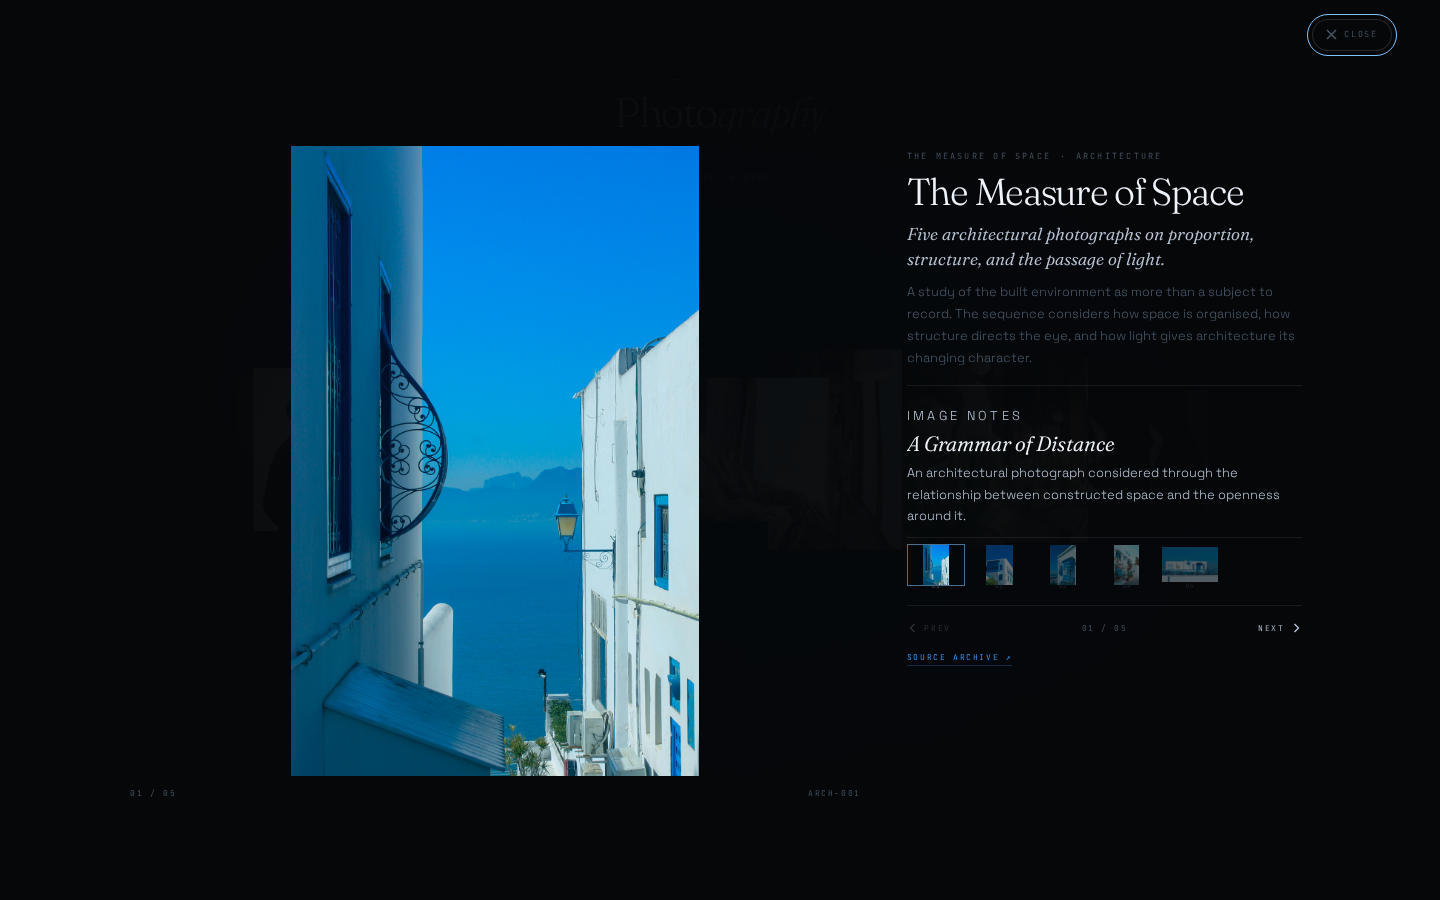 CLOSE
Photography
THE MEASURE OF SPACE · ARCHITECTURE
The Measure of Space
Five architectural photographs on proportion,
structure, and the passage of light.
A study of the built environment as more than a subject to
record. The sequence considers how space is organised, how
structure directs the eye, and how light gives architecture its
changing character.
IMAGE NOTES
A Grammar of Distance
An architectural photograph considered through the
relationship between constructed space and the openness
around it.
PREV
01 / 05
NEXT
SOURCE ARCHIVE ↗
01 / 05
ARCH-001